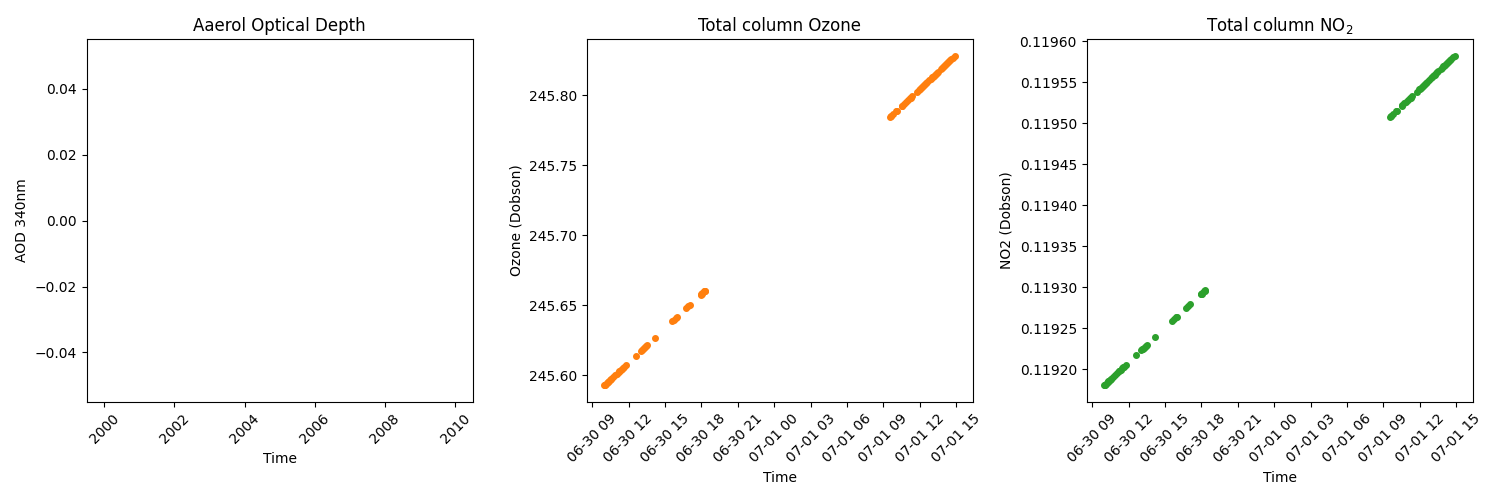 Aaerol Optical Depth
AOD 340nm
0.04
0.02
0.00
−0.02
−0.04
2000 2002 2004 2006 2008 2010
Time
Total column Ozone
Ozone (Dobson)
245.80
245.75
245.70
245.65
245.60
06-30 09 06-30 12 06-30 15 06-30 18 06-30 21 07-01 00 07-01 03 07-01 06 07-01 09 07-01 12 07-01 15
Time
Total column NO₂
NO2 (Dobson)
0.11960
0.11955
0.11950
0.11945
0.11940
0.11935
0.11930
0.11925
0.11920
06-30 09 06-30 12 06-30 15 06-30 18 06-30 21 07-01 00 07-01 03 07-01 06 07-01 09 07-01 12 07-01 15
Time